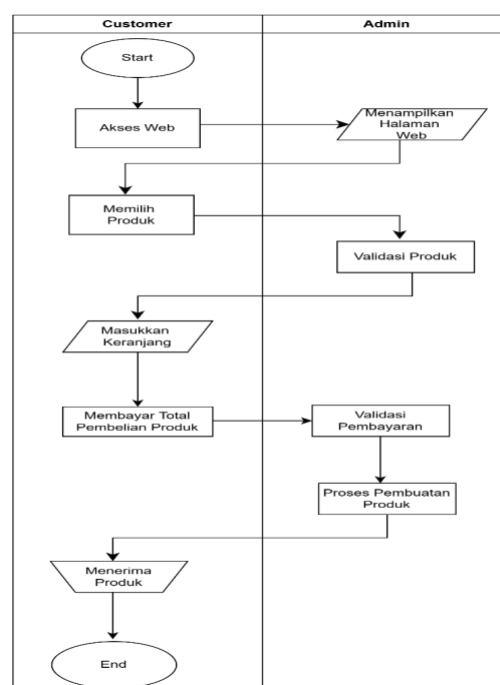 Customer
Admin
Start
Akses Web
Menampilkan
Halaman
Web
Memilih
Produk
Validasi Produk
Masukkan
Keranjang
Membayar Total
Pembelian Produk
Validasi
Pembayaran
Proses Pembuatan
Produk
Menerima
Produk
End